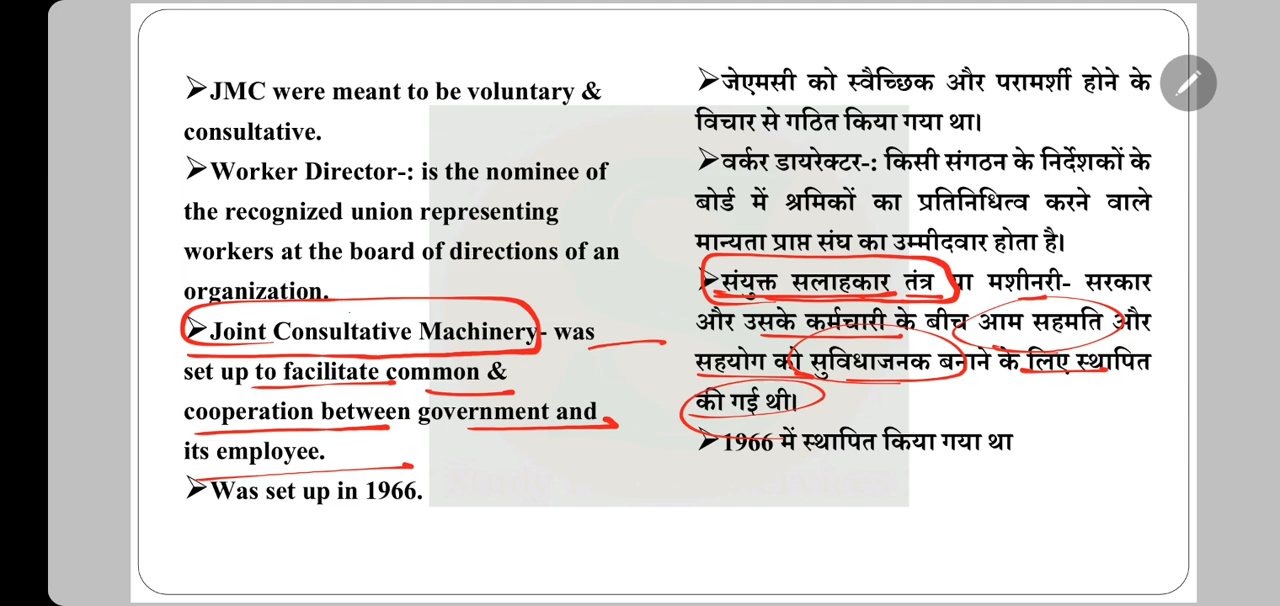 ➢JMC were meant to be voluntary &
consultative.
➢Worker Director-: is the nominee of
the recognized union representing
workers at the board of directions of an
organization.
➢Joint Consultative Machinery- was
set up to facilitate common &
cooperation between government and
its employee.
➢Was set up in 1966.
➢जेएमसी को स्वैच्छिक और परामर्शी होने के
विचार से गठित किया गया था।
➢वर्कर डायरेक्टर-: किसी संगठन के निर्देशकों के
बोर्ड में श्रमिकों का प्रतिनिधित्व करने वाले
मान्यता प्राप्त संघ का उम्मीदवार होता है।
➢संयुक्त सलाहकार तंत्र या मशीनरी- सरकार
और उसके कर्मचारी के बीच आम सहमति और
सहयोग को सुविधाजनक बनाने के लिए स्थापित
की गई थी।
➢1966 में स्थापित किया गया था